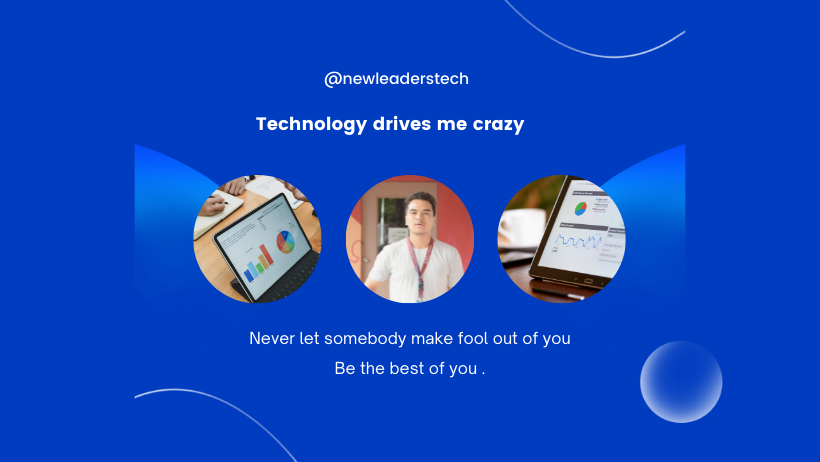 @newleaderstech
Technology drives me crazy
Never let somebody make fool out of you
Be the best of you .